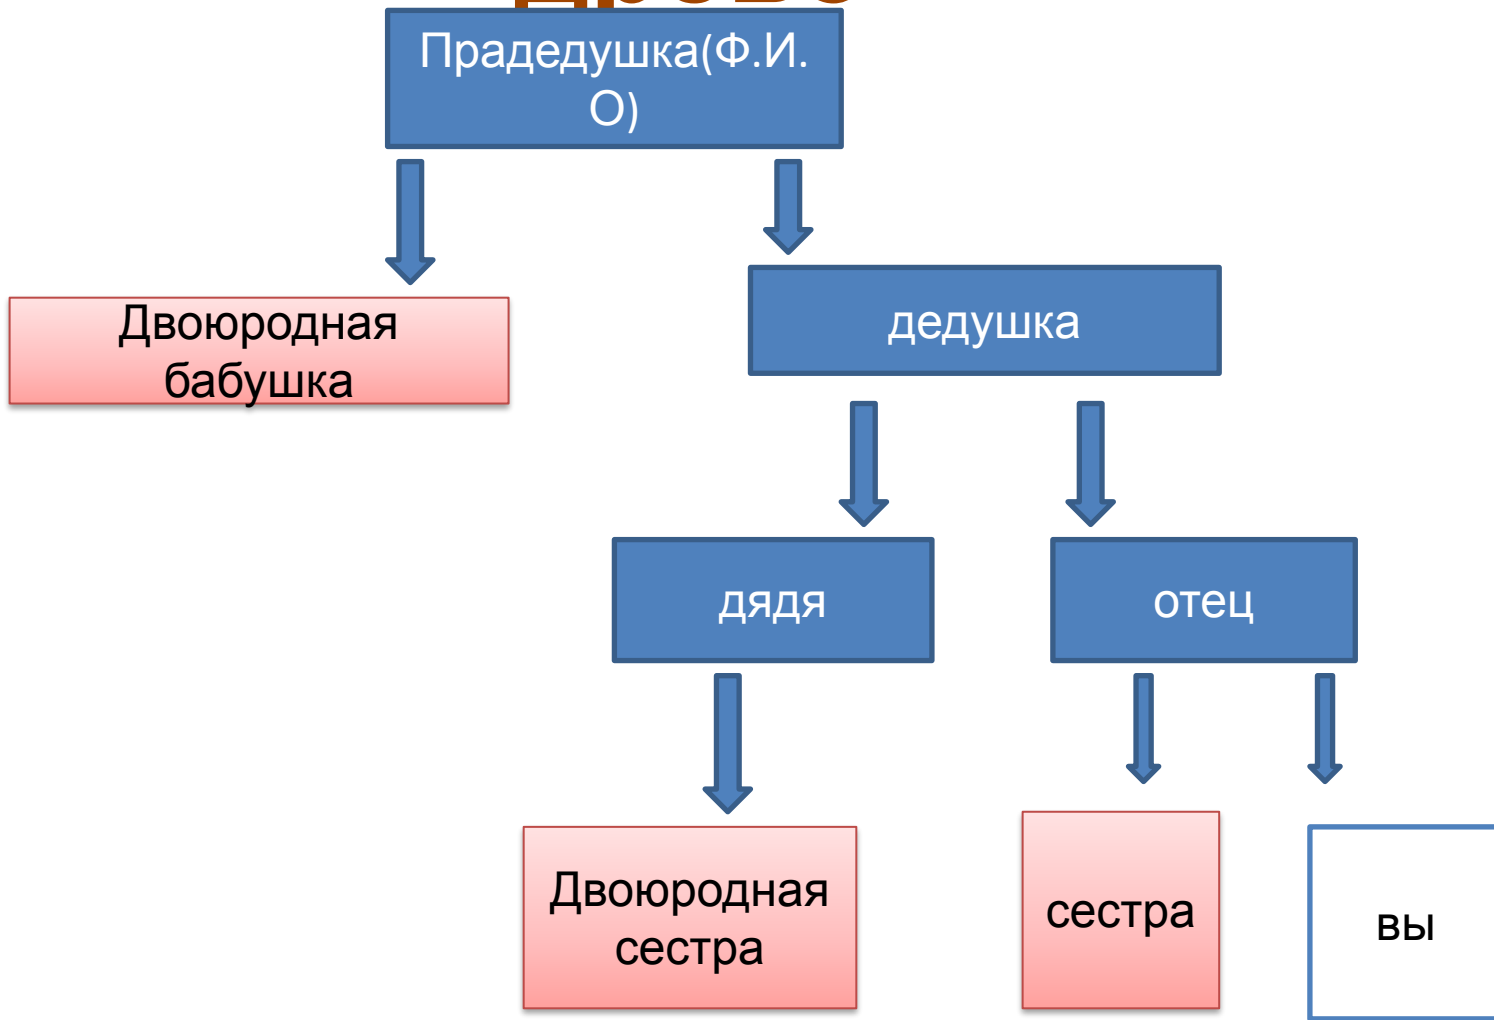 Прадедушка(Ф.И.
О)
Двоюродная
бабушка
дедушка
дядя
отец
Двоюродная
сестра
сестра
вы